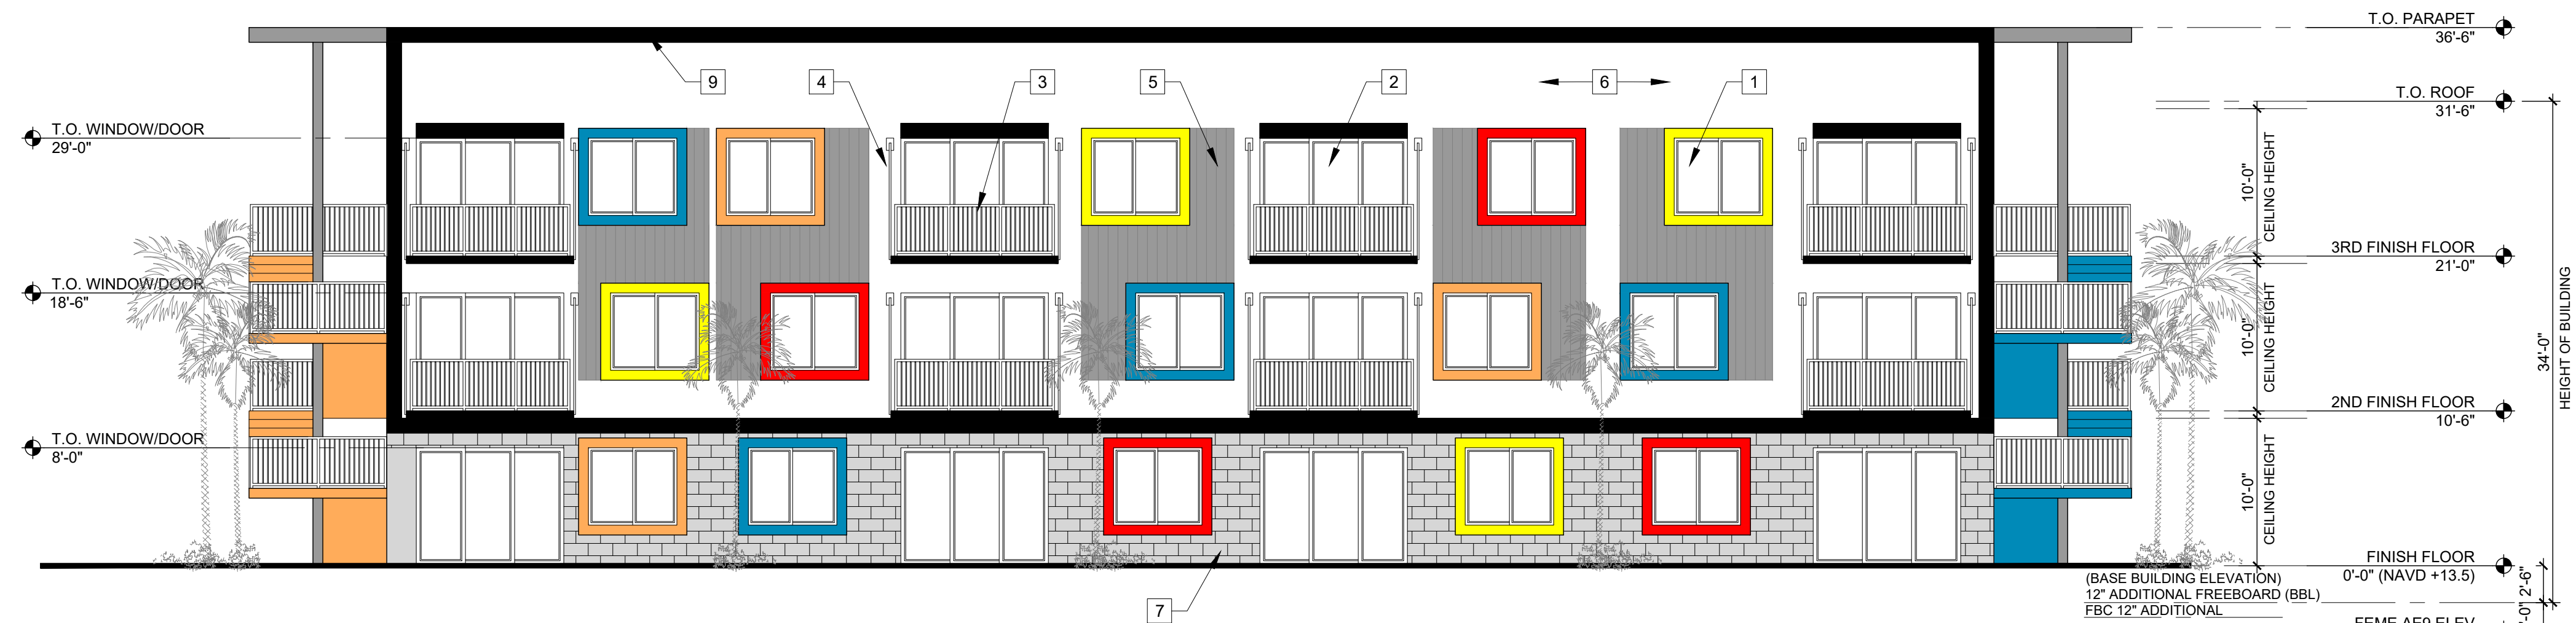 T.O. PARAPET
36'-6"
9
4
3
5
2
6
1
T.O. ROOF
31'-6"
T.O. WINDOW/DOOR
29'-0"
10'-0"
CEILING HEIGHT
3RD FINISH FLOOR
21'-0"
T.O. WINDOW/DOOR
18'-6"
10'-0"
CEILING HEIGHT
34'-0"
HEIGHT OF BUILDING
2ND FINISH FLOOR
10'-6"
T.O. WINDOW/DOOR
8'-0"
10'-0"
CEILING HEIGHT
FINISH FLOOR
0'-0" (NAVD +13.5)
(BASE BUILDING ELEVATION)
12" ADDITIONAL FREEBOARD (BBL)
FBC 12" ADDITIONAL
2'-6"
7